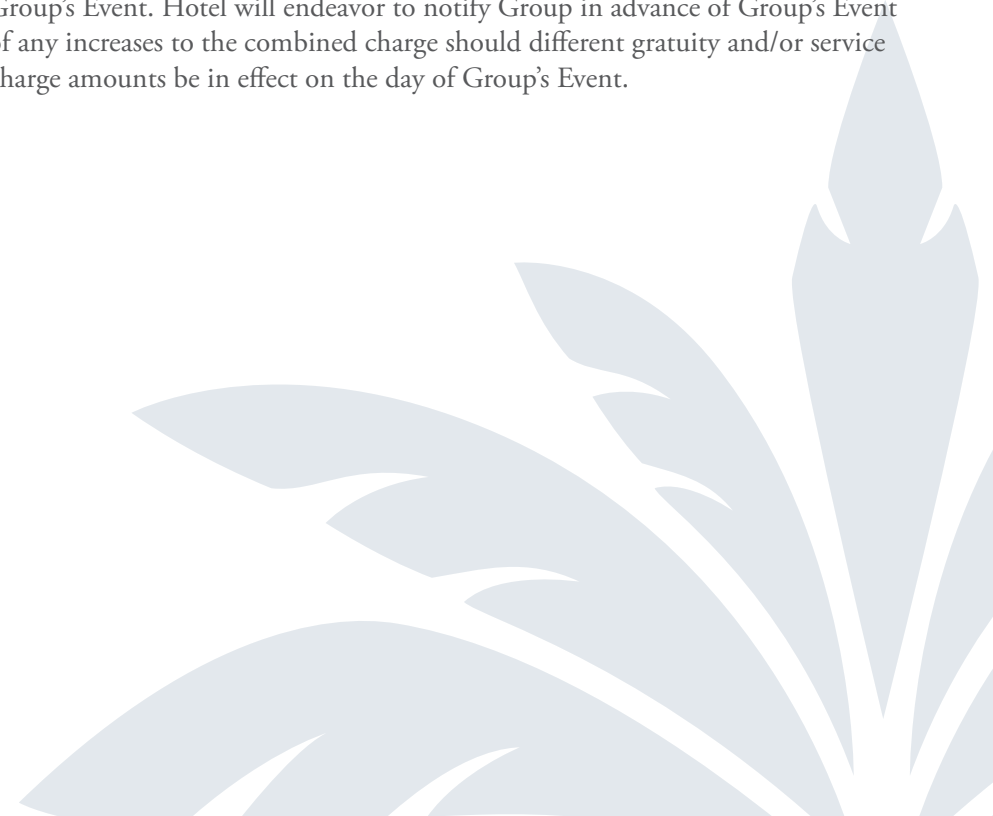 Group's Event. Hotel will endeavor to notify Group in advance of Group's Event
of any increases to the combined charge should different gratuity and/or service
charge amounts be in effect on the day of Group's Event.